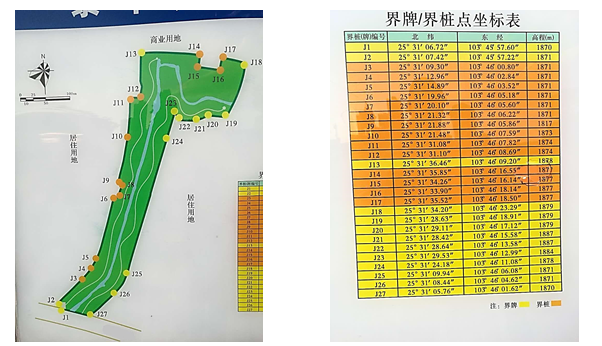 商业用地
北
J13
J14
J17
J18
J15
J16
J11
J12
J23
J22
J21
J20
J19
J10
J24
居住用地
居住用地
J9
J8
J6
J7
J5
J4
J3
J25
J26
J2
J1
J27
界牌/界桩点坐标表
界桩(牌)编号 北 纬 东 经 高程(m)
J1 25° 31′ 06.72″ 103° 45′ 57.60″ 1870
J2 25° 31′ 07.42″ 103° 45′ 57.22″ 1871
J3 25° 31′ 09.30″ 103° 46′ 00.80″ 1871
J4 25° 31′ 12.96″ 103° 46′ 02.84″ 1871
J5 25° 31′ 14.89″ 103° 46′ 03.52″ 1871
J6 25° 31′ 19.96″ 103° 46′ 05.18″ 1871
J7 25° 31′ 20.10″ 103° 46′ 05.60″ 1871
J8 25° 31′ 21.32″ 103° 46′ 06.22″ 1871
J9 25° 31′ 21.88″ 103° 46′ 05.86″ 1817
J10 25° 31′ 21.48″ 103° 46′ 07.59″ 1873
J11 25° 31′ 31.08″ 103° 46′ 07.82″ 1874
J12 25° 31′ 31.10″ 103° 46′ 08.69″ 1874
J13 25° 31′ 36.46″ 103° 46′ 09.20″ 1878
J14 25° 31′ 35.85″ 103° 46′ 16.55″ 1877
J15 25° 31′ 34.26″ 103° 46′ 16.14″ 1877
J16 25° 31′ 33.90″ 103° 46′ 18.14″ 1877
J17 25° 31′ 35.52″ 103° 46′ 18.50″ 1877
J18 25° 31′ 34.20″ 103° 46′ 23.29″ 1879
J19 25° 31′ 28.63″ 103° 46′ 18.91″ 1879
J20 25° 31′ 29.11″ 103° 46′ 17.12″ 1879
J21 25° 31′ 28.42″ 103° 46′ 15.58″ 1887
J22 25° 31′ 28.64″ 103° 46′ 13.58″ 1887
J23 25° 31′ 29.53″ 103° 46′ 12.99″ 1884
J24 25° 31′ 24.18″ 103° 46′ 11.08″ 1878
J25 25° 31′ 09.94″ 103° 46′ 06.08″ 1871
J26 25° 31′ 08.44″ 103° 46′ 04.62″ 1871
J27 25° 31′ 05.76″ 103° 46′ 01.62″ 1870
注: 界牌 界桩